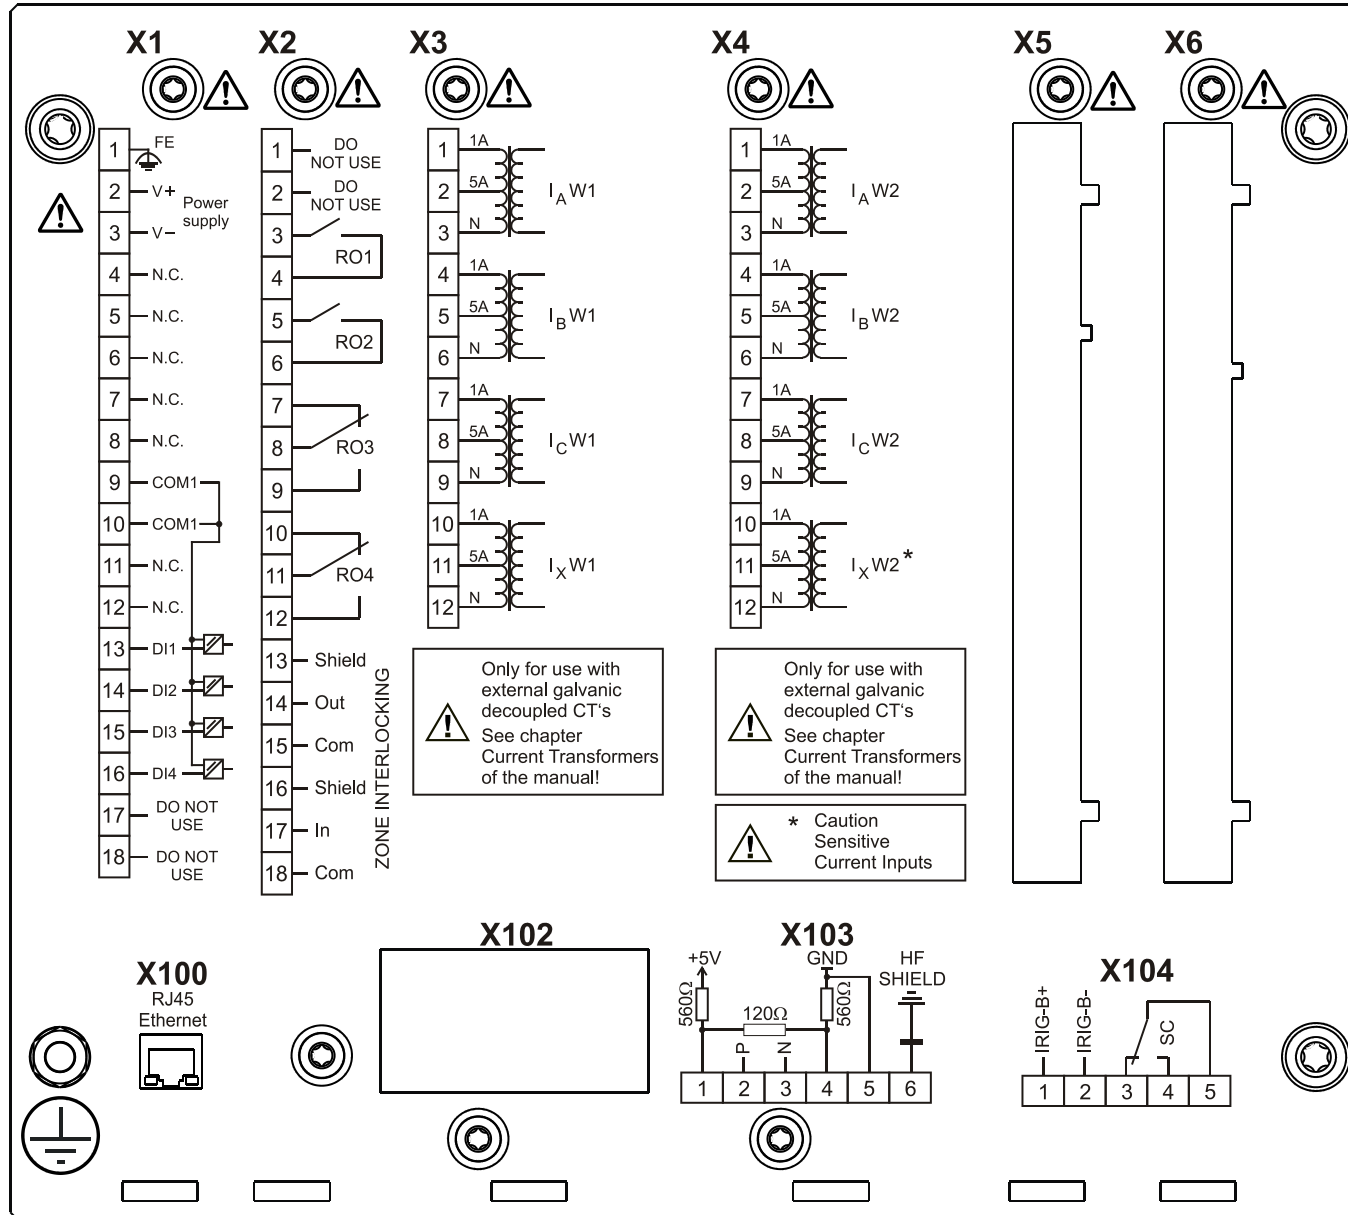 X1
X2
X3
X4
X5
X6
1 FE
2 V+
Power
supply
3 V–
4 N.C.
5 N.C.
6 N.C.
7 N.C.
8 N.C.
9 COM1
10 COM1
11 N.C.
12 N.C.
13 DI1
14 DI2
15 DI3
16 DI4
17 DO NOT
USE
18 DO NOT
USE
1 DO
NOT USE
2 DO
NOT USE
3
RO1
4
5
RO2
6
7
8 RO3
9
10
11 RO4
12
13 Shield
14 Out
15 Com
16 Shield
17 In
18 Com
ZONE INTERLOCKING
1 1A
2 5A IA W1
3 N
4 1A
5 5A IB W1
6 N
7 1A
8 5A IC W1
9 N
10 1A
11 5A IX W1
12 N
Only for use with
external galvanic
decoupled CT's
See chapter
Current Transformers
of the manual!
1 1A
2 5A IA W2
3 N
4 1A
5 5A IB W2
6 N
7 1A
8 5A IC W2
9 N
10 1A
11 5A IX W2 *
12 N
Only for use with
external galvanic
decoupled CT's
See chapter
Current Transformers
of the manual!
* Caution
Sensitive
Current Inputs
X100
RJ45
Ethernet
X102
X103
+5V GND HF
SHIELD
560Ω 120Ω 560Ω
P N
1 2 3 4 5 6
X104
IRIG-B+ IRIG-B- SC
1 2 3 4 5